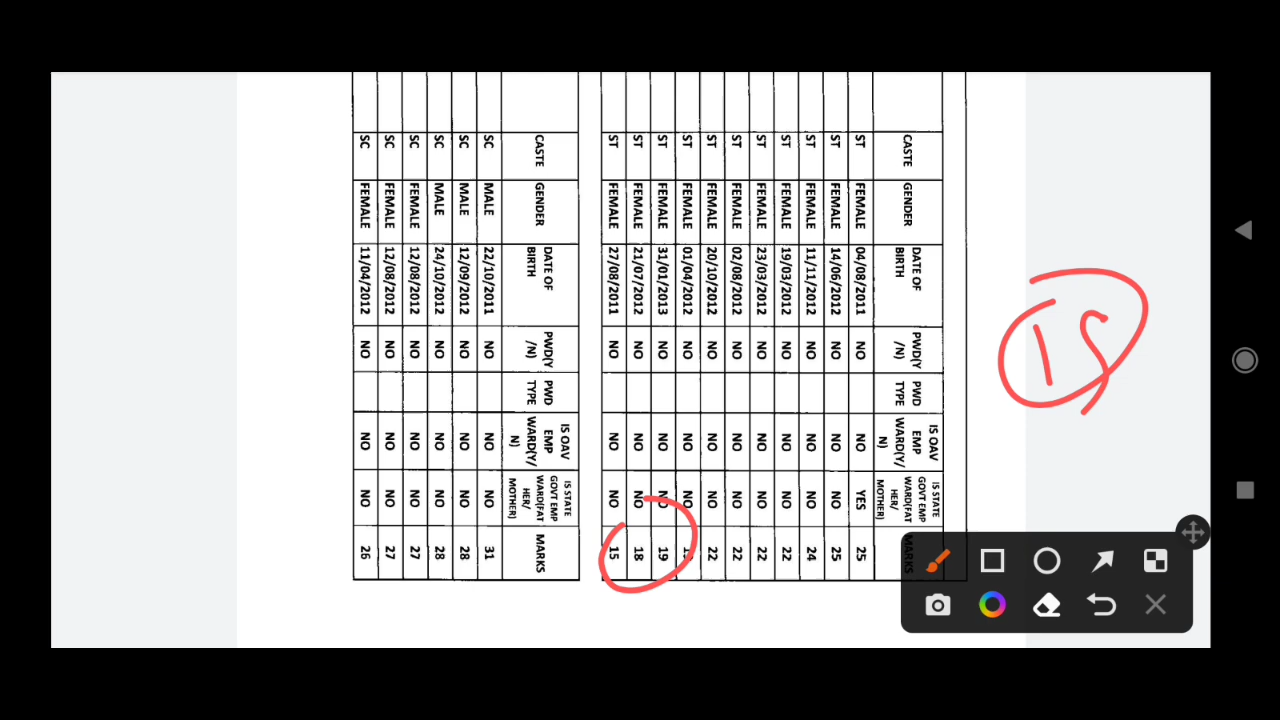 CASTE GENDER DATE OF BIRTH PWD(Y/N) PWD TYPE IS OAV EMP WARD(Y/N) IS STATE GOVT EMP WARD(FATHER/MOTHER) MARKS
ST FEMALE 04/08/2011 NO NO YES 25
ST FEMALE 14/06/2012 NO NO NO 25
ST FEMALE 11/11/2012 NO NO NO 24
ST FEMALE 19/03/2012 NO NO NO 22
ST FEMALE 23/03/2012 NO NO NO 22
ST FEMALE 02/08/2012 NO NO NO 22
ST FEMALE 20/10/2012 NO NO NO 22
ST FEMALE 01/04/2012 NO NO NO
ST FEMALE 31/01/2013 NO NO NO 19
ST FEMALE 21/07/2012 NO NO NO 18
ST FEMALE 27/08/2011 NO NO NO 15
CASTE GENDER DATE OF BIRTH PWD(Y/N) PWD TYPE IS OAV EMP WARD(Y/N) IS STATE GOVT EMP WARD(FATHER/MOTHER) MARKS
SC MALE 22/10/2011 NO NO NO 31
SC MALE 12/09/2012 NO NO NO 28
SC MALE 24/10/2012 NO NO NO 28
SC FEMALE 12/08/2012 NO NO NO 27
SC FEMALE 12/08/2012 NO NO NO 27
SC FEMALE 11/04/2012 NO NO NO 26
15